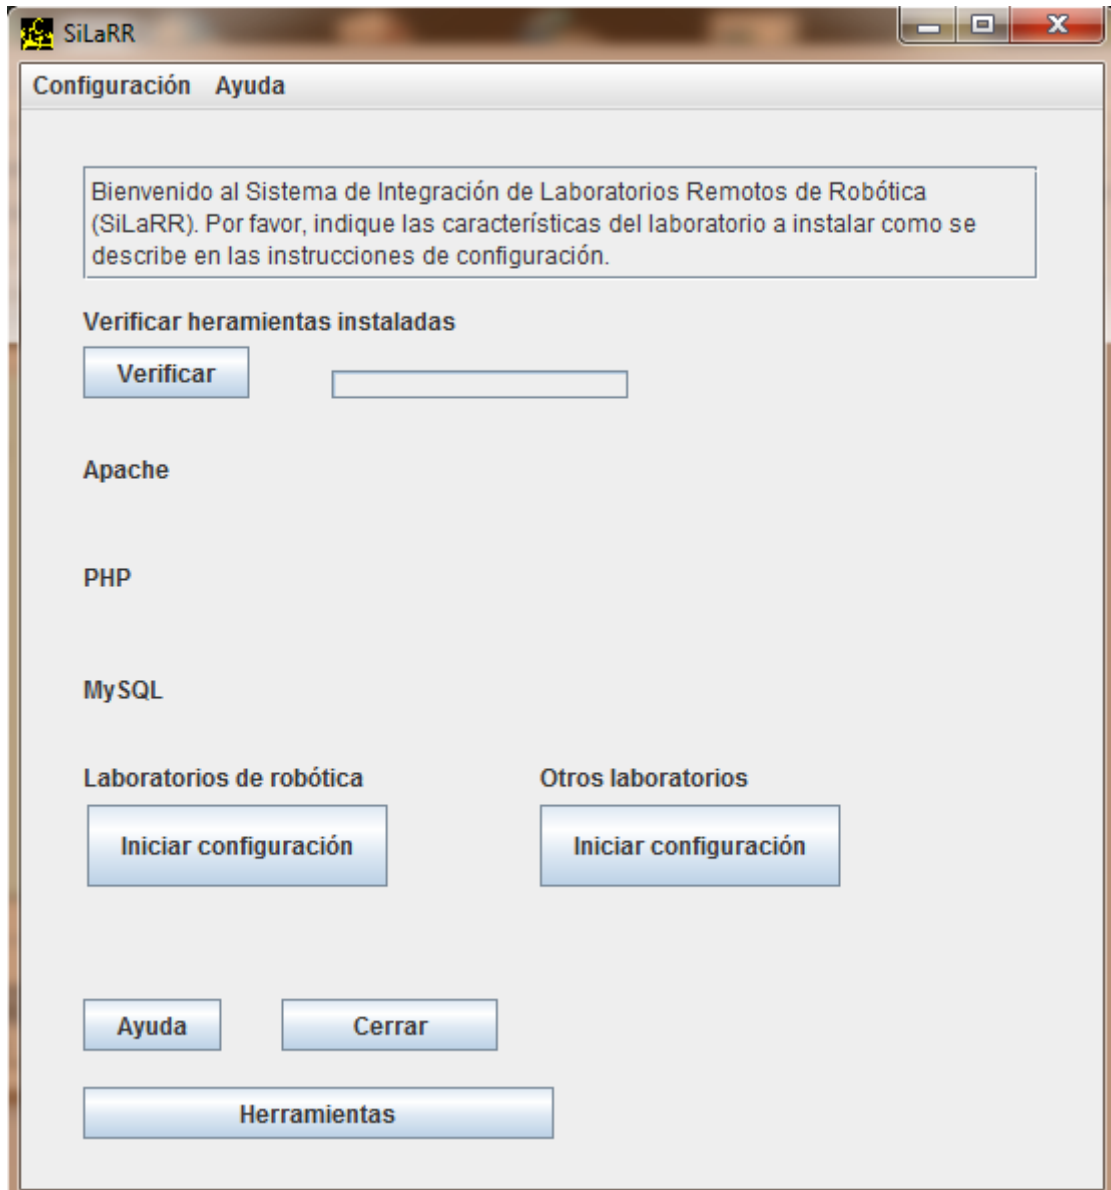 SiLaRR
Configuración Ayuda
Bienvenido al Sistema de Integración de Laboratorios Remotos de Robótica
(SiLaRR). Por favor, indique las características del laboratorio a instalar como se
describe en las instrucciones de configuración.
Verificar heramientas instaladas
Verificar
Apache
PHP
MySQL
Laboratorios de robótica Otros laboratorios
Iniciar configuración Iniciar configuración
Ayuda Cerrar
Herramientas